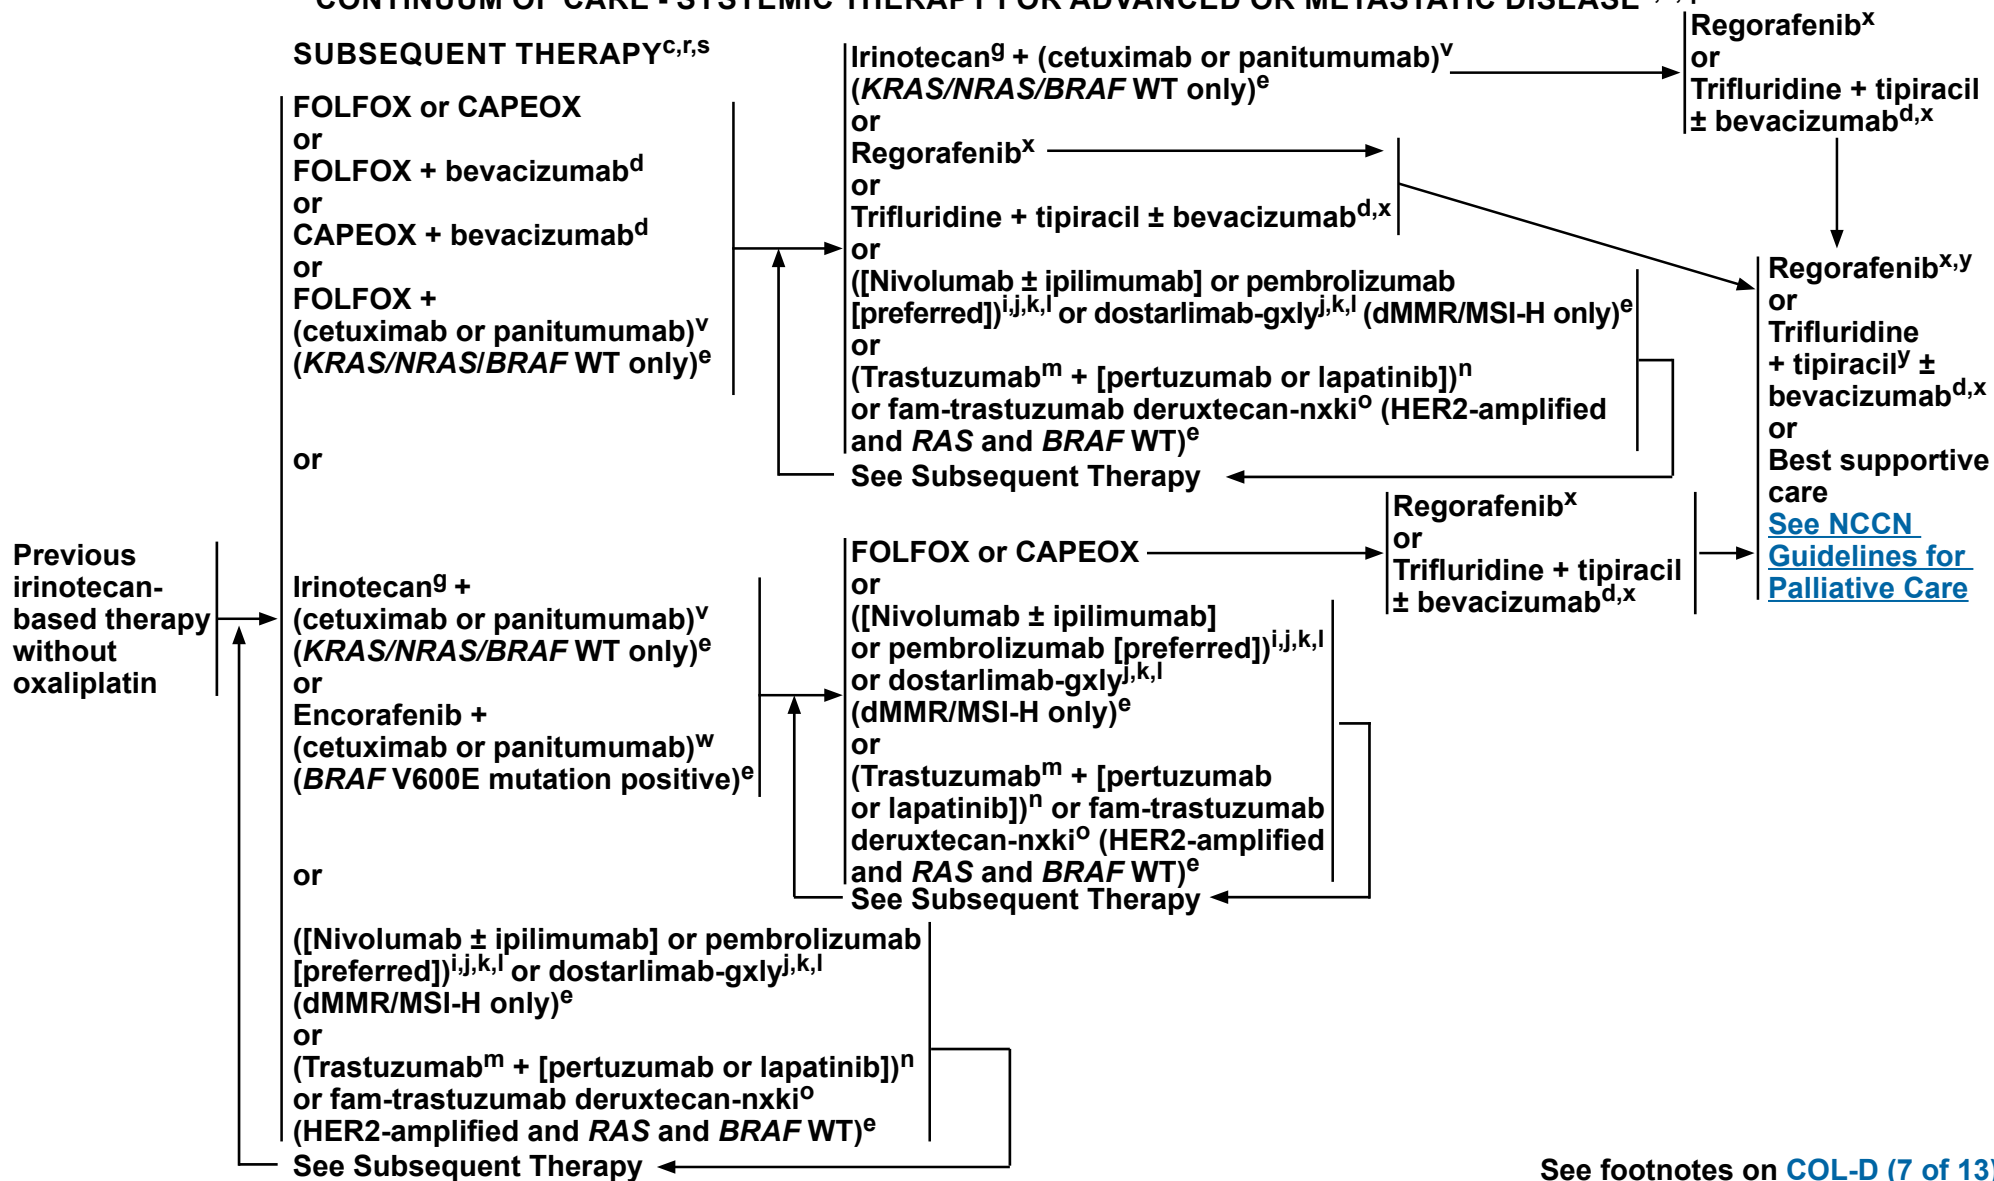 CONTINUUM OF CARE - SYSTEMIC THERAPY FOR ADVANCED OR METASTATIC DISEASE
SUBSEQUENT THERAPYc,r,s
Previous
irinotecan-
based therapy
without
oxaliplatin
FOLFOX or CAPEOX
or
FOLFOX + bevacizumabd
or
CAPEOX + bevacizumabd
or
FOLFOX +
(cetuximab or panitumumab)v
(KRAS/NRAS/BRAF WT only)e
or
Irinotecang +
(cetuximab or panitumumab)v
(KRAS/NRAS/BRAF WT only)e
or
Encorafenib +
(cetuximab or panitumumab)w
(BRAF V600E mutation positive)e
or
([Nivolumab ± ipilimumab] or pembrolizumab
[preferred])i,j,k,l or dostarlimab-gxlyj,k,l
(dMMR/MSI-H only)e
or
(Trastuzumabm + [pertuzumab or lapatinib])n
or fam-trastuzumab deruxtecan-nxkio
(HER2-amplified and RAS and BRAF WT)e
See Subsequent Therapy
Irinotecang + (cetuximab or panitumumab)v
(KRAS/NRAS/BRAF WT only)e
or
Regorafenibx
or
Trifluridine + tipiracil ± bevacizumabd,x
or
([Nivolumab ± ipilimumab] or pembrolizumab
[preferred])i,j,k,l or dostarlimab-gxlyj,k,l (dMMR/MSI-H only)e
or
(Trastuzumabm + [pertuzumab or lapatinib])n
or fam-trastuzumab deruxtecan-nxkio (HER2-amplified
and RAS and BRAF WT)e
See Subsequent Therapy
FOLFOX or CAPEOX
or
([Nivolumab ± ipilimumab]
or pembrolizumab [preferred])i,j,k,l
or dostarlimab-gxlyj,k,l
(dMMR/MSI-H only)e
or
(Trastuzumabm + [pertuzumab
or lapatinib])n or fam-trastuzumab
deruxtecan-nxkio (HER2-amplified
and RAS and BRAF WT)e
See Subsequent Therapy
Regorafenibx
or
Trifluridine + tipiracil
± bevacizumabd,x
Regorafenibx
or
Trifluridine + tipiracil
± bevacizumabd,x
Regorafenibx,y
or
Trifluridine
+ tipiracily ±
bevacizumabd,x
or
Best supportive
care
See NCCN
Guidelines for
Palliative Care
See footnotes on COL-D (7 of 13)